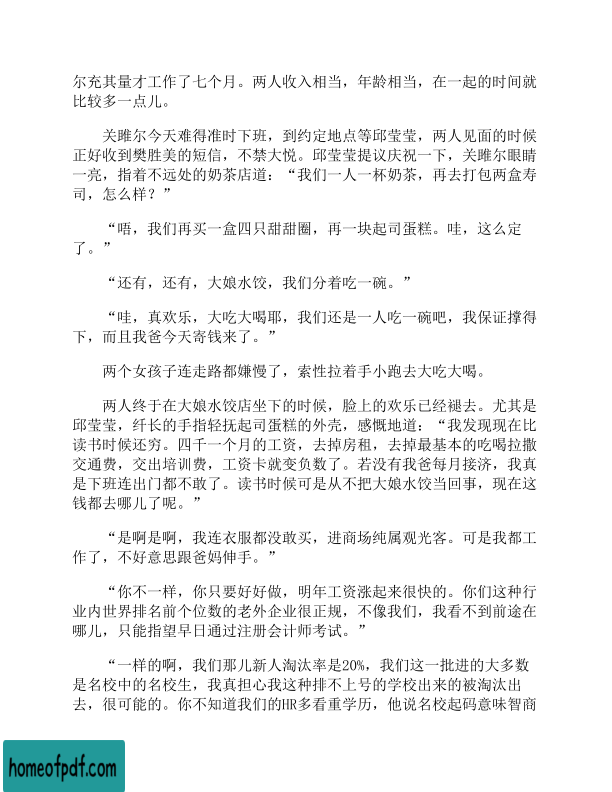 尔充其量才工作了七个月。两人收入相当，年龄相当，在一起的时间就
比较多一点儿。
关雎尔今天难得准时下班，到约定地点等邱莹莹，两人见面的时候
正好收到樊胜美的短信，不禁大悦。邱莹莹提议庆祝一下，关雎尔眼睛
一亮，指着不远处的奶茶店道：“我们一人一杯奶茶，再去打包两盒寿
司，怎么样？”
“唔，我们再买一盒四只甜甜圈，再一块起司蛋糕。哇，这么定
了。”
“还有，还有，大娘水饺，我们分着吃一碗。”
“哇，真欢乐，大吃大喝耶，我们还是一人吃一碗吧，我保证撑得
下，而且我爸今天寄钱来了。”
两个女孩子连走路都嫌慢了，索性拉着手小跑去大吃大喝。
两人终于在大娘水饺店坐下的时候，脸上的欢乐已经褪去。尤其是
邱莹莹，纤长的手指轻抚起司蛋糕的外壳，感慨地道：“我发现现在比
读书时候还穷。四千一个月的工资，去掉房租，去掉最基本的吃喝拉撒
交通费，交出培训费，工资卡就变负数了。若没有我爸每月接济，我真
是下班连出门都不敢了。读书时候可是从不把大娘水饺当回事，现在这
钱都去哪儿了呢。”
“是啊是啊，我连衣服都没敢买，进商场纯属观光客。可是我都工
作了，不好意思跟爸妈伸手。”
“你不一样，你只要好好做，明年工资涨起来很快的。你们这种行
业内世界排名前个位数的老外企业很正规，不像我们，我看不到前途在
哪儿，只能指望早日通过注册会计师考试。”
“一样的啊，我们那儿新人淘汰率是20%，我们这一批进的大多数
是名校中的名校生，我真担心我这种排不上号的学校出来的被淘汰出
去，很可能的。你不知道我们的HR多看重学历，他说名校起码意味智商
homeofpdf.com